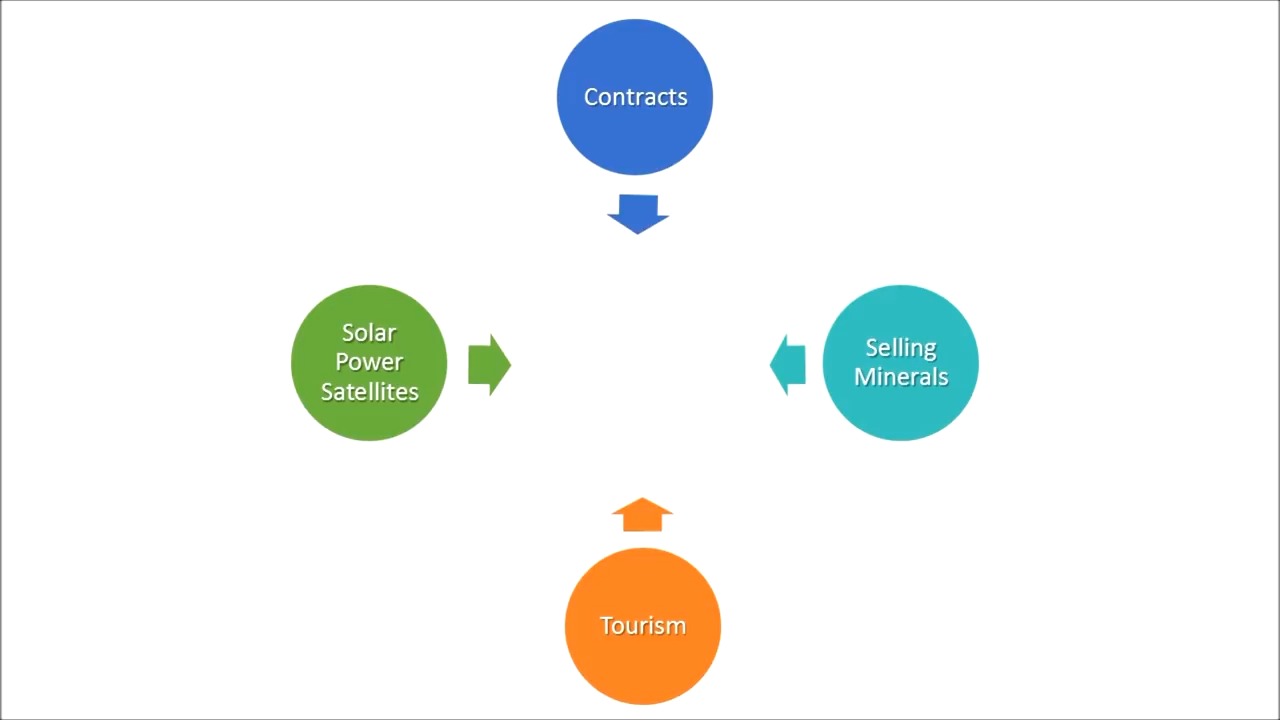 Contracts
Solar
Power
Satellites
Selling
Minerals
Tourism